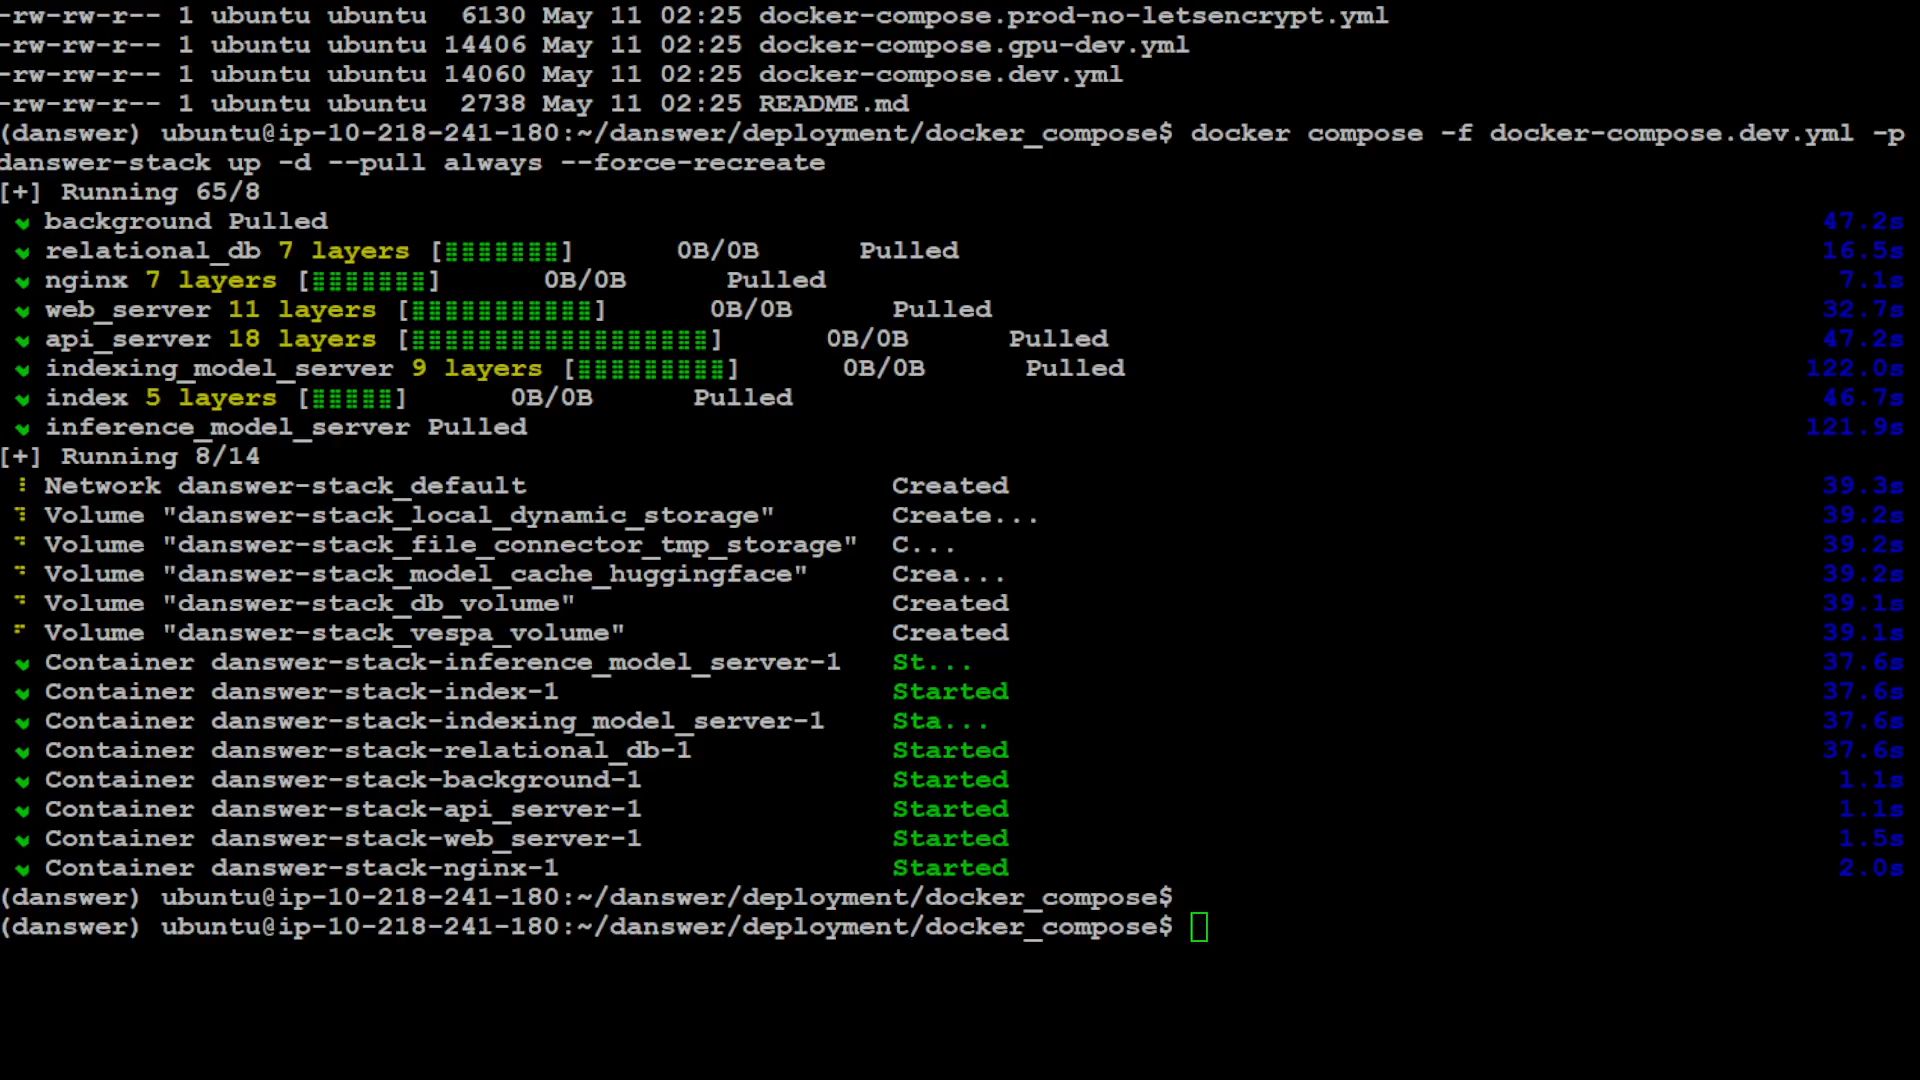 -rw-rw-r-- 1 ubuntu ubuntu  6130 May 11 02:25 docker-compose.prod-no-letsencrypt.yml
-rw-rw-r-- 1 ubuntu ubuntu 14406 May 11 02:25 docker-compose.gpu-dev.yml
-rw-rw-r-- 1 ubuntu ubuntu 14060 May 11 02:25 docker-compose.dev.yml
-rw-rw-r-- 1 ubuntu ubuntu  2738 May 11 02:25 README.md
(danswer) ubuntu@ip-10-218-241-180:~/danswer/deployment/docker_compose$ docker compose -f docker-compose.dev.yml -p
danswer-stack up -d --pull always --force-recreate
[+] Running 65/8
background Pulled 47.2s
relational_db 7 layers [⣿⣿⣿⣿⣿⣿⣿] 0B/0B Pulled 16.5s
nginx 7 layers [⣿⣿⣿⣿⣿⣿⣿] 0B/0B Pulled 7.1s
web_server 11 layers [⣿⣿⣿⣿⣿⣿⣿⣿⣿⣿⣿] 0B/0B Pulled 32.7s
api_server 18 layers [⣿⣿⣿⣿⣿⣿⣿⣿⣿⣿⣿⣿⣿⣿⣿⣿⣿⣿] 0B/0B Pulled 47.2s
indexing_model_server 9 layers [⣿⣿⣿⣿⣿⣿⣿⣿⣿] 0B/0B Pulled 122.0s
index 5 layers [⣿⣿⣿⣿⣿] 0B/0B Pulled 46.7s
inference_model_server Pulled 121.9s
[+] Running 8/14
Network danswer-stack_default Created 39.3s
Volume "danswer-stack_local_dynamic_storage" Create... 39.2s
Volume "danswer-stack_file_connector_tmp_storage" C... 39.2s
Volume "danswer-stack_model_cache_huggingface" Crea... 39.2s
Volume "danswer-stack_db_volume" Created 39.1s
Volume "danswer-stack_vespa_volume" Created 39.1s
Container danswer-stack-inference_model_server-1 St... 37.6s
Container danswer-stack-index-1 Started 37.6s
Container danswer-stack-indexing_model_server-1 Sta... 37.6s
Container danswer-stack-relational_db-1 Started 37.6s
Container danswer-stack-background-1 Started 1.1s
Container danswer-stack-api_server-1 Started 1.1s
Container danswer-stack-web_server-1 Started 1.5s
Container danswer-stack-nginx-1 Started 2.0s
(danswer) ubuntu@ip-10-218-241-180:~/danswer/deployment/docker_compose$
(danswer) ubuntu@ip-10-218-241-180:~/danswer/deployment/docker_compose$